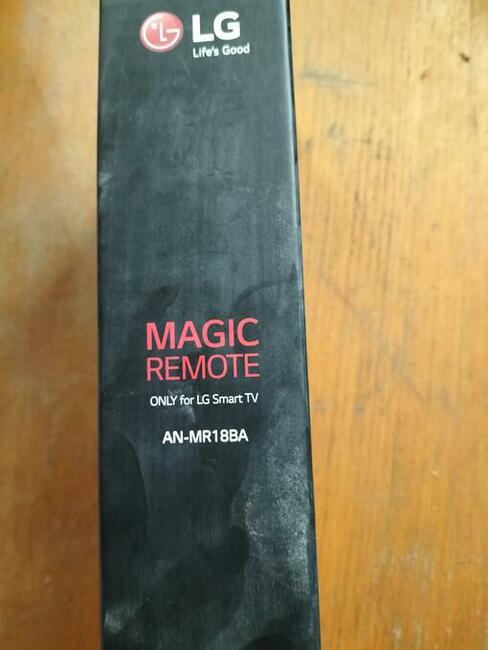 LG
Life's Good
MAGIC
REMOTE
ONLY for LG Smart TV
AN-MR18BA